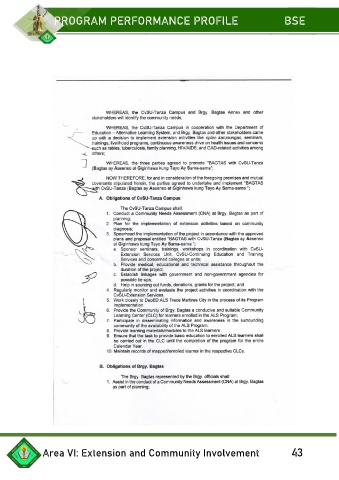 PROGRAM PERFORMANCE PROFILE BSE
WHEREAS, the CvSU-Tanza Campus and Brgy. Bagtas Annex and other
stakeholders will identify the community needs;
WHEREAS, the CvSU-Tanza Campus in cooperation with the Department of
Education – Alternative Learning System, and Brgy. Bagtas and other stakeholders came
up with a decision to implement extension activities like
trainings, livelihood programs, continuous awareness drive on health issues and concerns
such as rabies, tuberculosis, family planning, HIV/AIDS, and CAD-related activities among
others;
WHEREAS, the three parties agreed to promote "BAGTAS with CvSU-Tanza
(Bagtas ay Asenso at Giginhawa kung Tayo Ay Sama-sama";
NOW THEREFORE, for and in consideration of the foregoing premises and mutual
covenants stipulated herein, the parties agreed to undertake and implement "BAGTAS
with CvSU-Tanza (Bagtas ay Asenso at Giginhawa kung Tayo Ay Sama-sama";
A. Obligations of CvSU-Tanza Campus
The CvSU-Tanza Campus shall:
1. Conduct a Community Needs Assessment (CNA) at Brgy. Bagtas as part of
planning;
2. Plan for the implementation of extension activities based on community
diagnosis;
3. Spearhead the implementation of the project in accordance with the approved
plans and proposal entitled "BAGTAS with CvSU-Tanza (Bagtas ay Asenso
at Giginhawa kung Tayo Ay Sama-sama";
a. Sponsor seminars, trainings, workshops in coordination with CvSU-
Extension Services Unit, CvSU-Continuing Education and Training
Services and concerned colleges or units;
b. Provide medical, educational and technical assistance throughout the
duration of the project;
c. Establish linkages with government and non-government agencies for
possible tie-ups;
d. Help in sourcing out funds, donations, grants for the project; and
4. Regularly monitor and evaluate the project activities in coordination with the
CvSU-Extension Services.
5. Work closely to DepED ALS Trece Martires City in the process of its Program
Implementation
6. Provide the Community of Brgy. Bagtas a conducive and suitable Community
Learning Center (CLC) for learners enrolled in the ALS Program;
7. Participate in disseminating information and awareness in the surrounding
community of the availability of the ALS Program.
8. Provide learning materials/modules to the ALS learners.
9. Ensure that the task to provide basic education to enrolled ALS learners shall
be carried out in the CLC until the completion of the program for the entire
Calendar Year.
10. Maintain records of mapped/enrolled learner in the respective CLCs.
B. Obligations of Brgy. Bagtas
The Brgy. Bagtas represented by the Brgy. officials shall:
1. Assist in the conduct of a Community Needs Assessment (CNA) at Brgy. Bagtas
as part of planning;
Area VI: Extension and Community Involvement 43